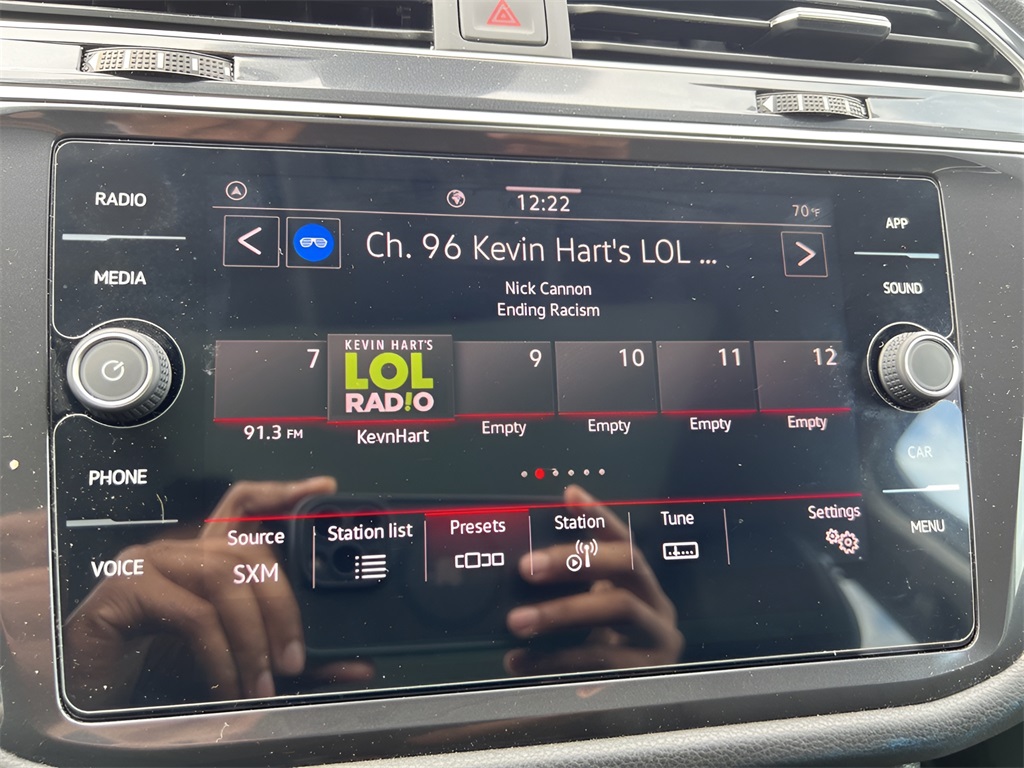 RADIO
MEDIA
PHONE
VOICE
12:22
70°F
Ch. 96 Kevin Hart's LOL ...
Nick Cannon
Ending Racism
7
KEVIN HART'S
LOL
RAD!O
9
10
11
12
91.3 FM
KevnHart
Empty
Empty
Empty
Empty
Source
SXM
Station list
Presets
Station
Tune
Settings
APP
SOUND
CAR
MENU